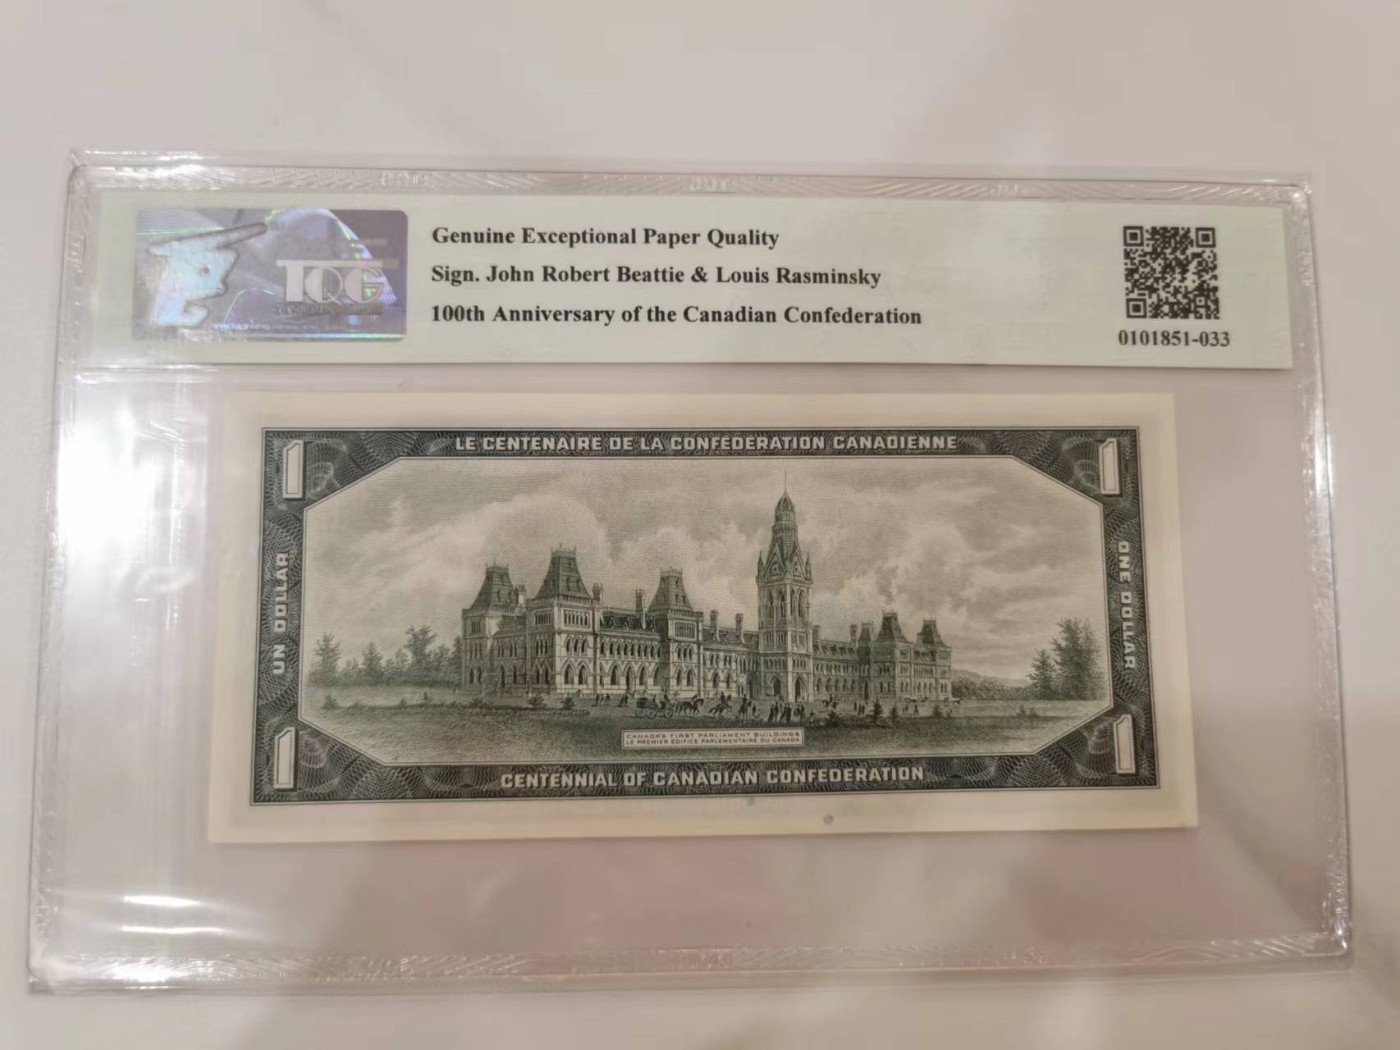 Genuine Exceptional Paper Quality
Sign. John Robert Beattie & Louis Rasminsky
100th Anniversary of the Canadian Confederation
TQG
0101851-033
1
LE CENTENAIRE DE LA CONFEDERATION CANADIENNE
1
UN DOLLAR
ONE DOLLAR
CANADA'S FIRST PARLIAMENT BUILDINGS
LE PREMIER EDIFICE PARLEMENTAIRE DU CANADA
1
CENTENNIAL OF CANADIAN CONFEDERATION
1